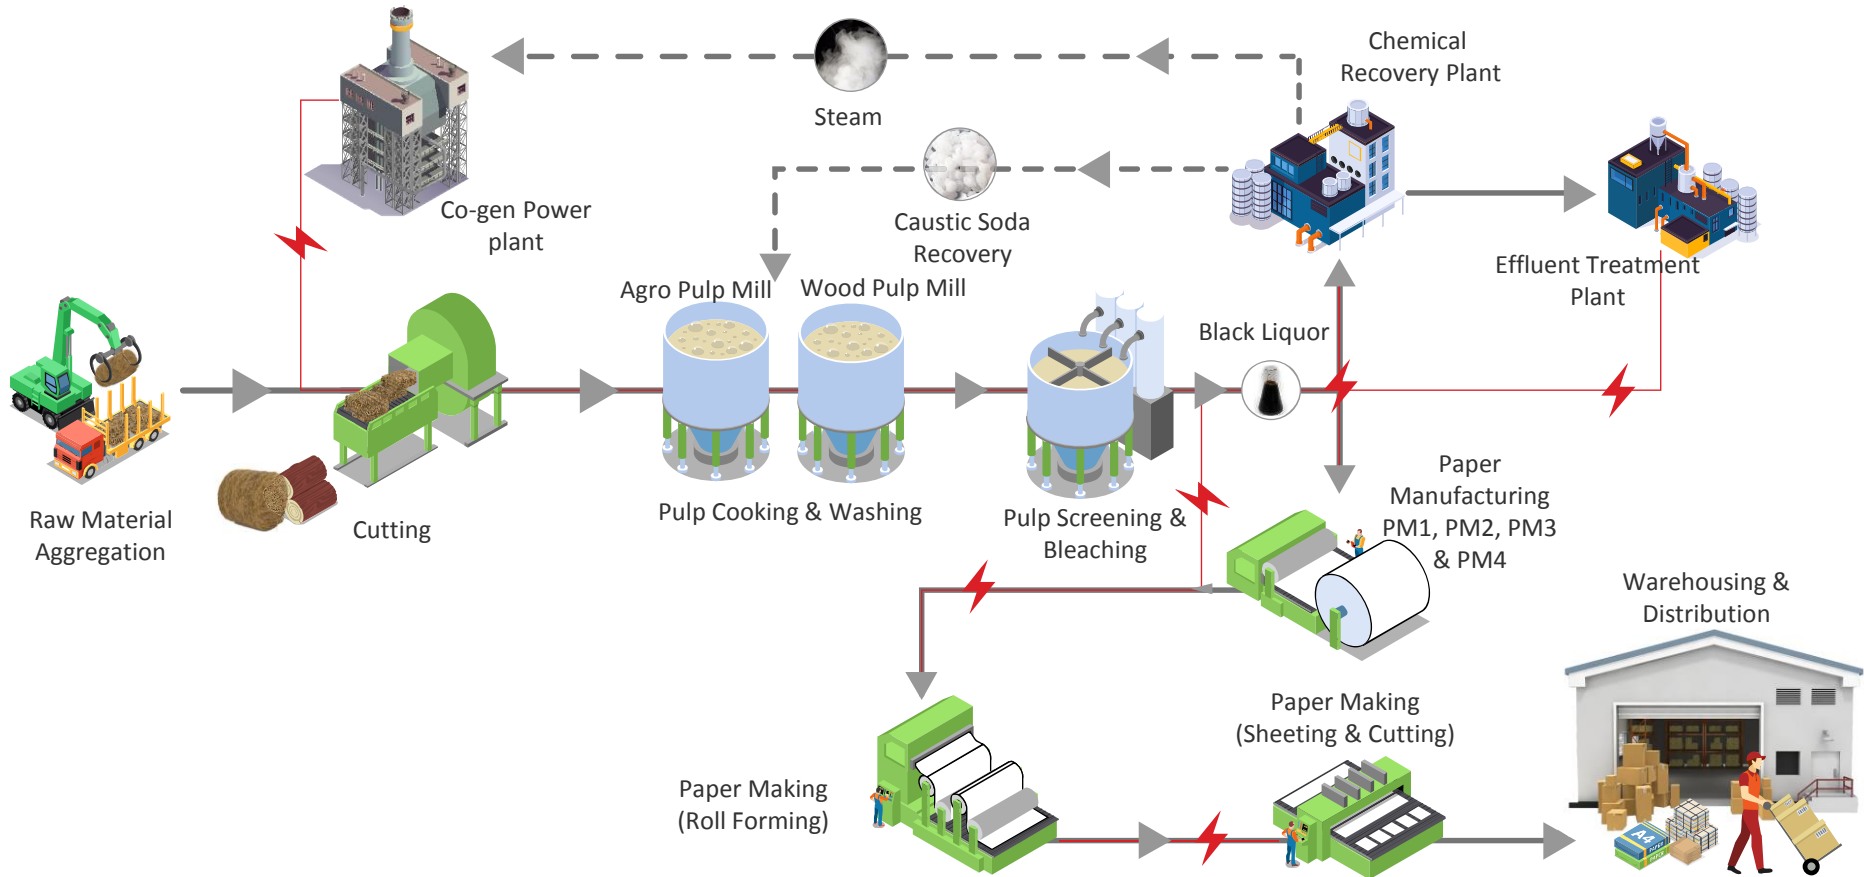 Chemical
Recovery Plant
Steam
Co-gen Power
plant
Caustic Soda
Recovery
Effluent Treatment
Plant
Agro Pulp Mill
Wood Pulp Mill
Black Liquor
Raw Material
Aggregation
Cutting
Pulp Cooking & Washing
Pulp Screening &
Bleaching
Paper
Manufacturing
PM1, PM2, PM3
& PM4
Warehousing &
Distribution
Paper Making
(Roll Forming)
Paper Making
(Sheeting & Cutting)
A4
PAPER